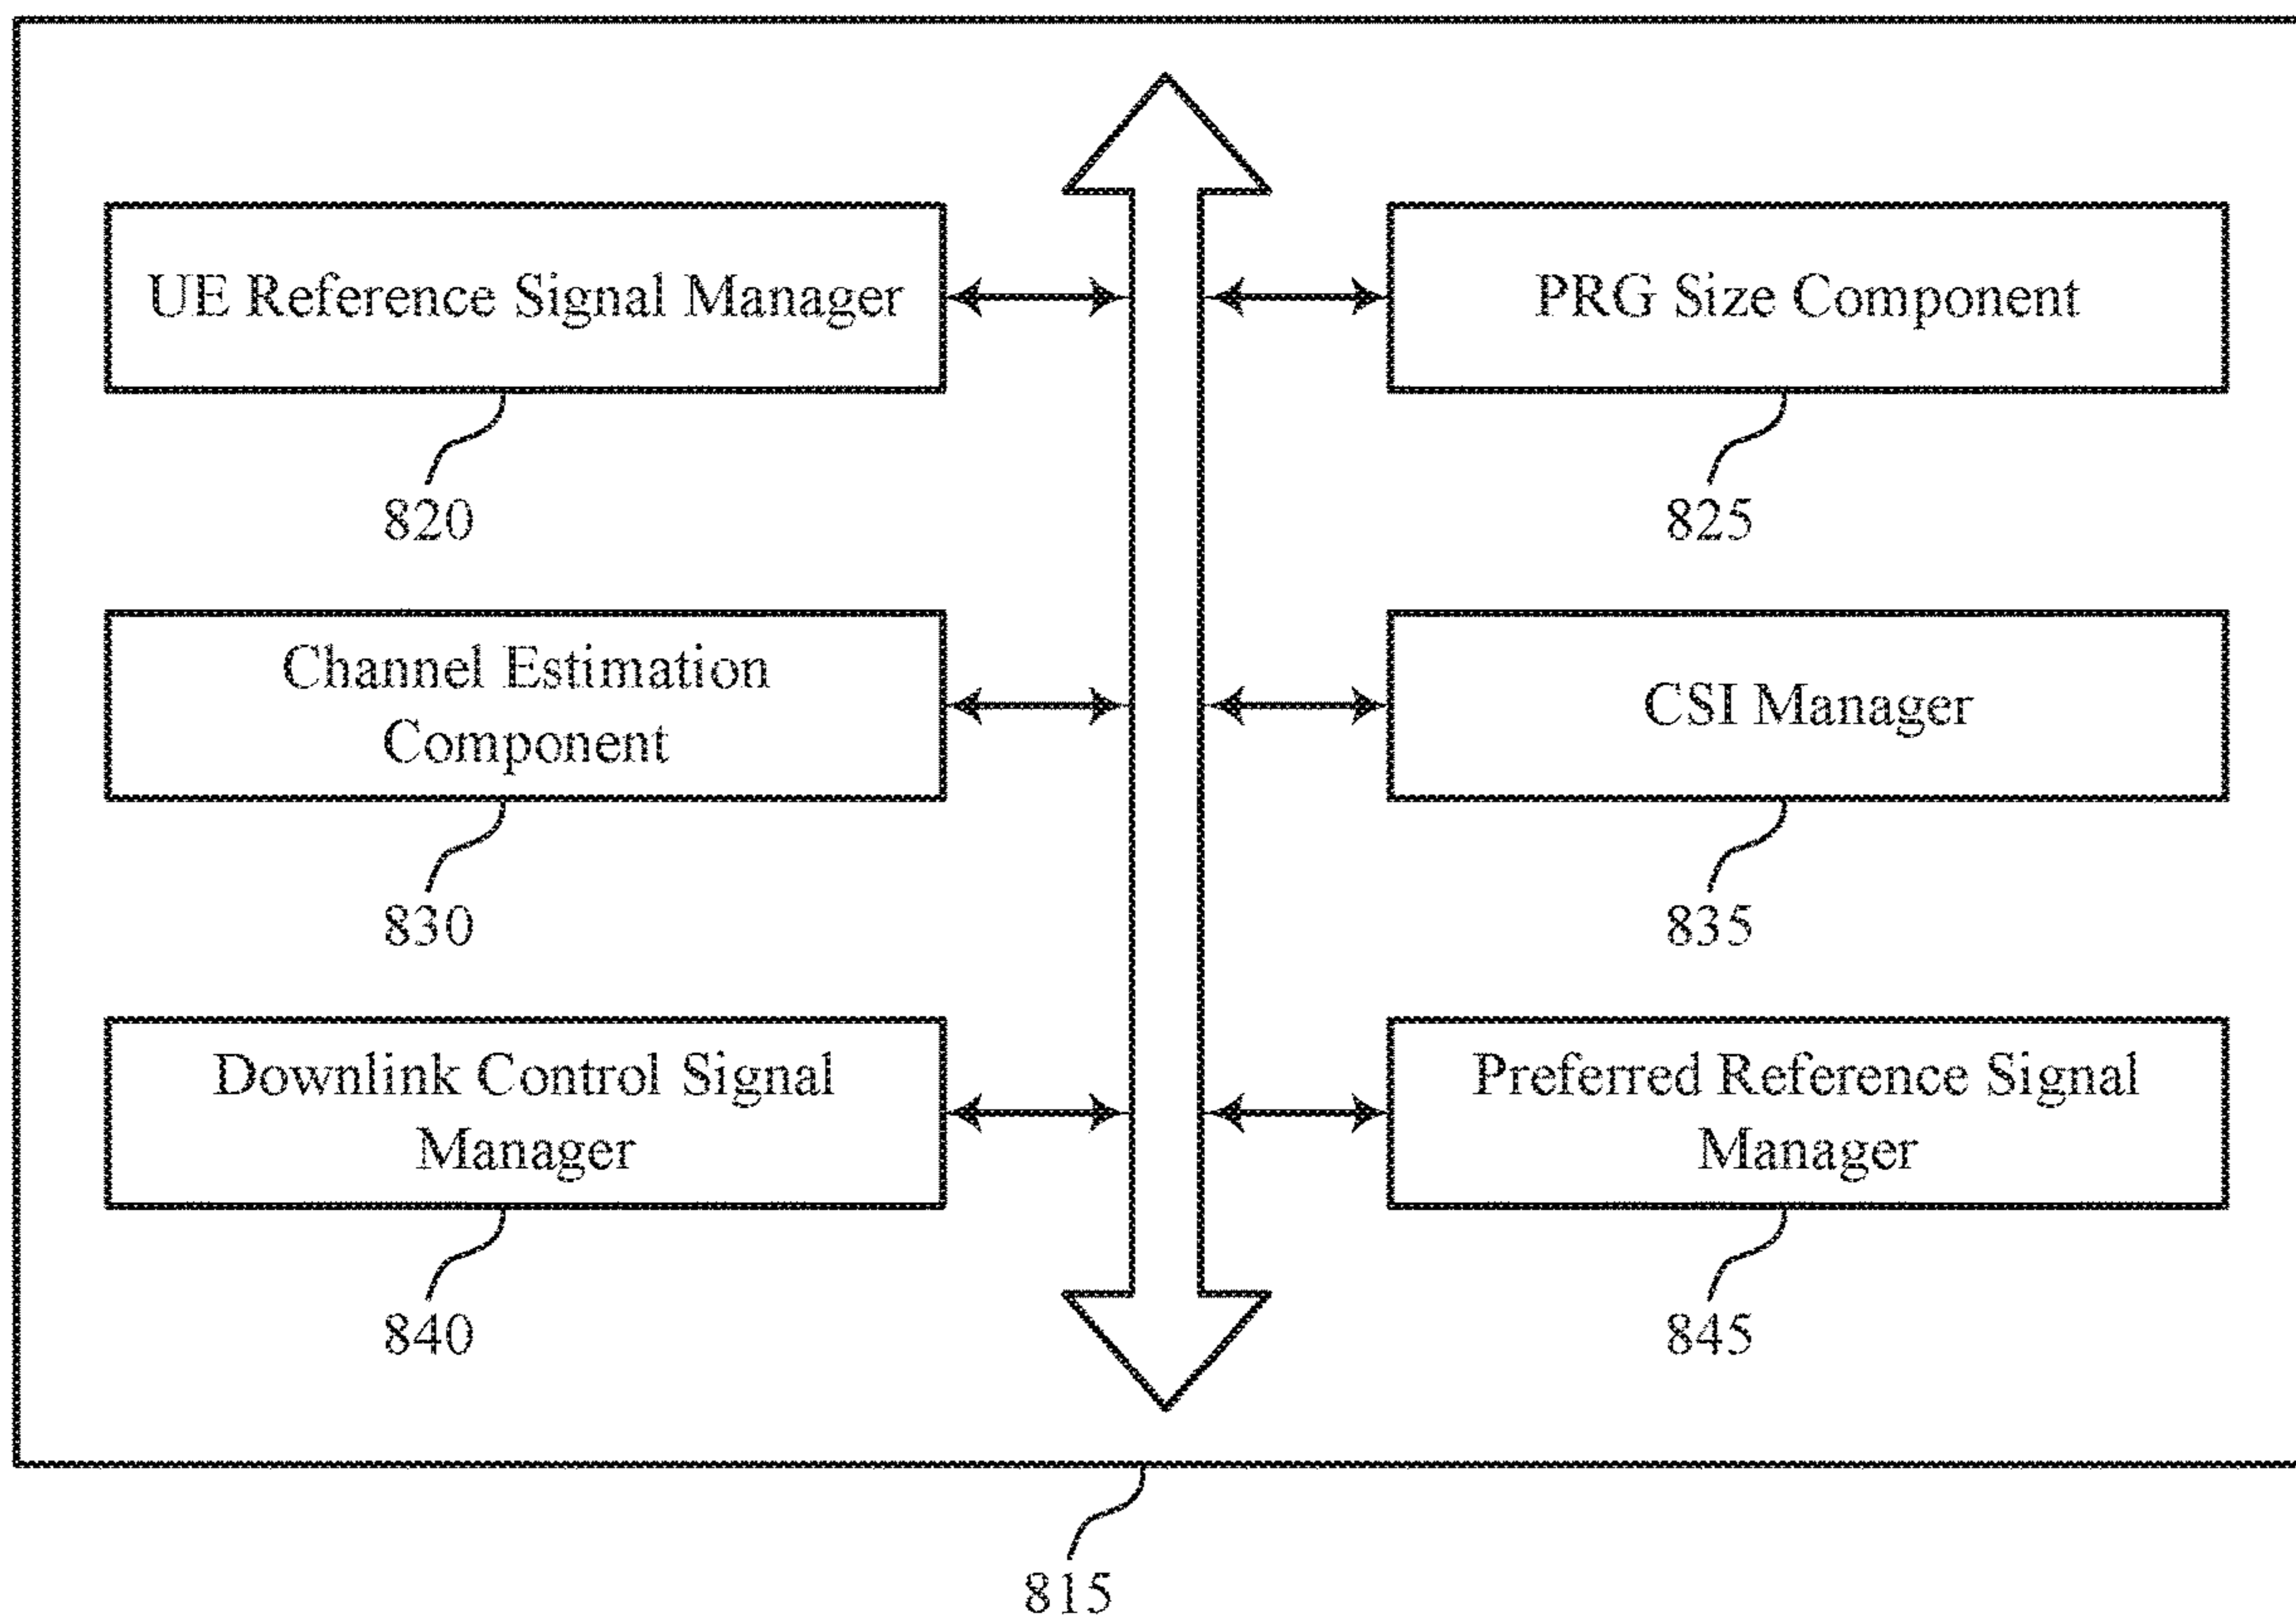 UE Reference Signal Manager
PRG Size Component
820
825
Channel Estimation
Component
CSI Manager
830
835
Downlink Control Signal
Manager
Preferred Reference Signal
Manager
840
845
815